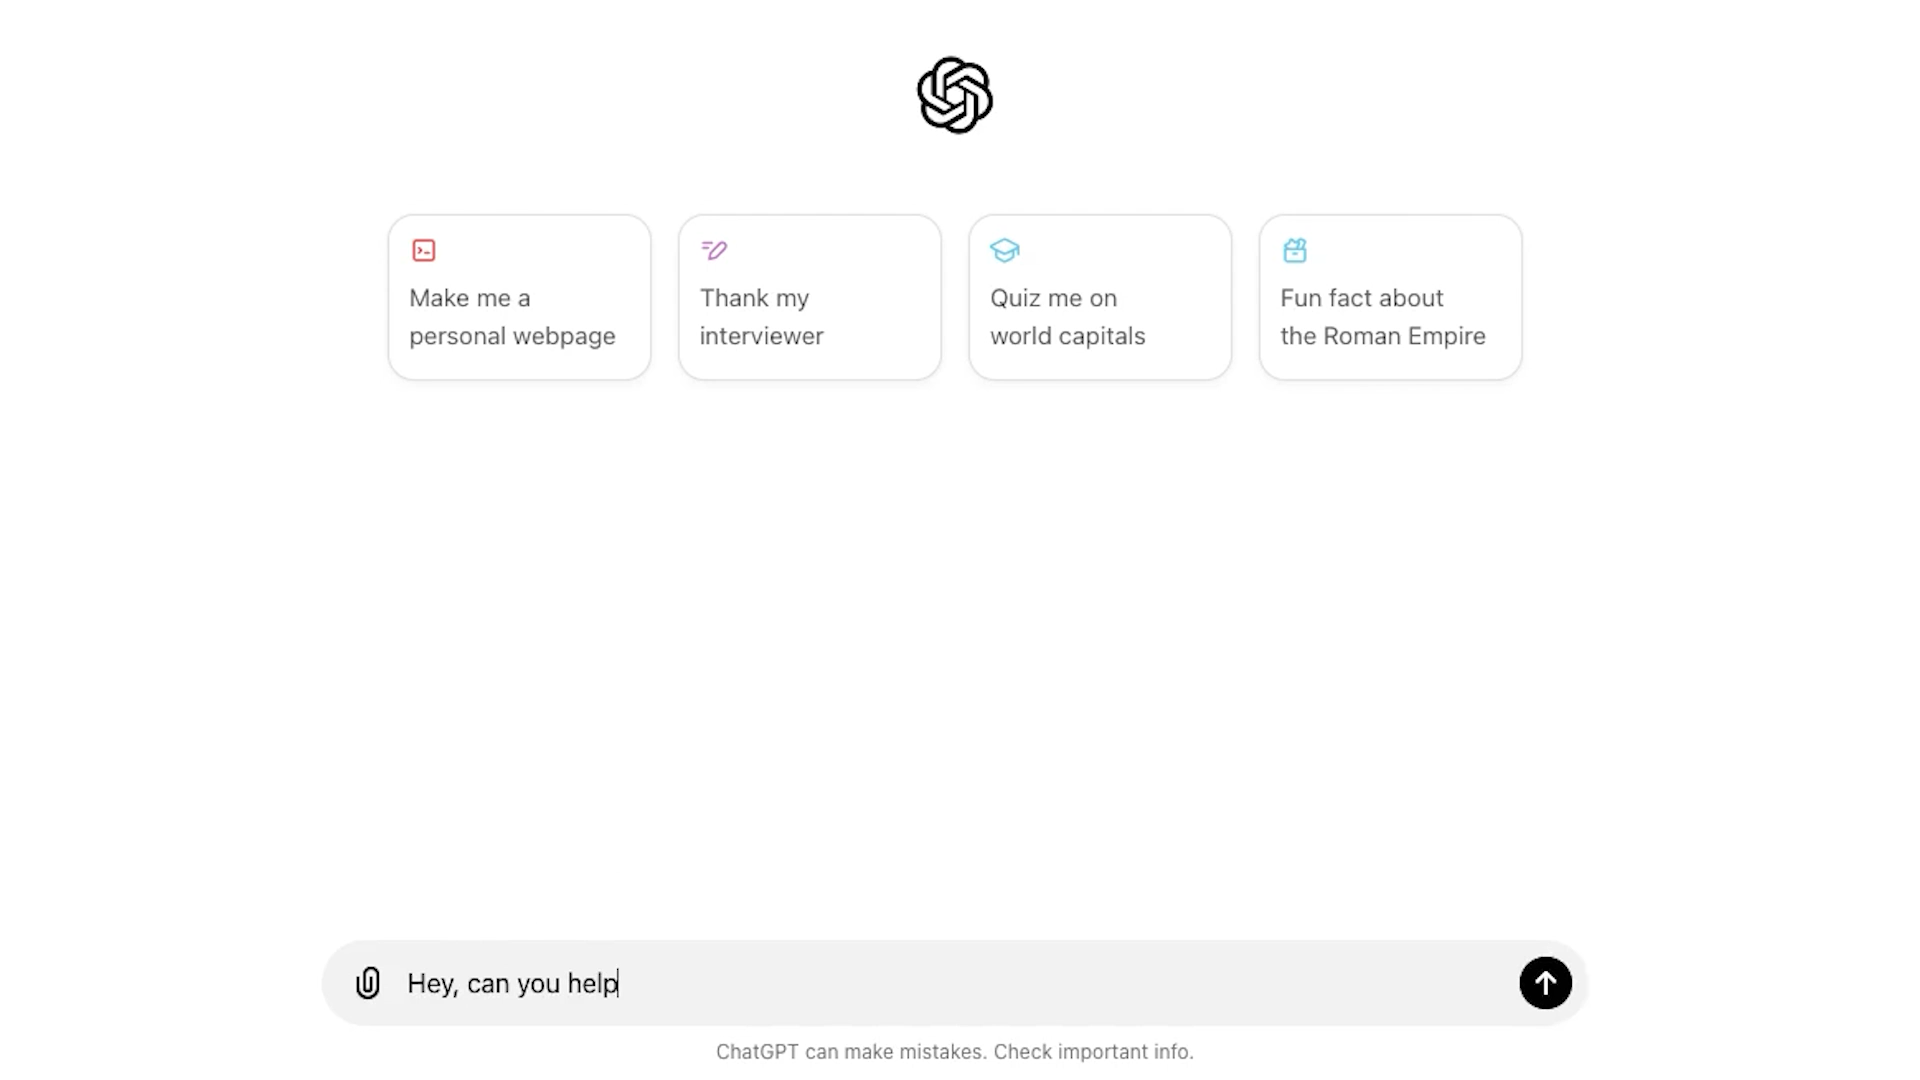 Make me a
personal webpage
Thank my
interviewer
Quiz me on
world capitals
Fun fact about
the Roman Empire
Hey, can you help
ChatGPT can make mistakes. Check important info.